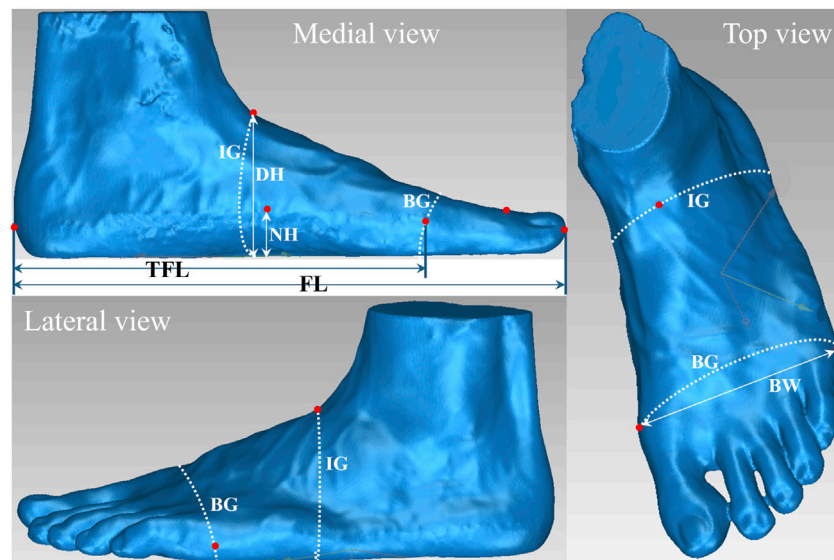 Medial view
IG
DH
BG
NH
TFL
FL
Top view
IG
BG
BW
Lateral view
IG
BG